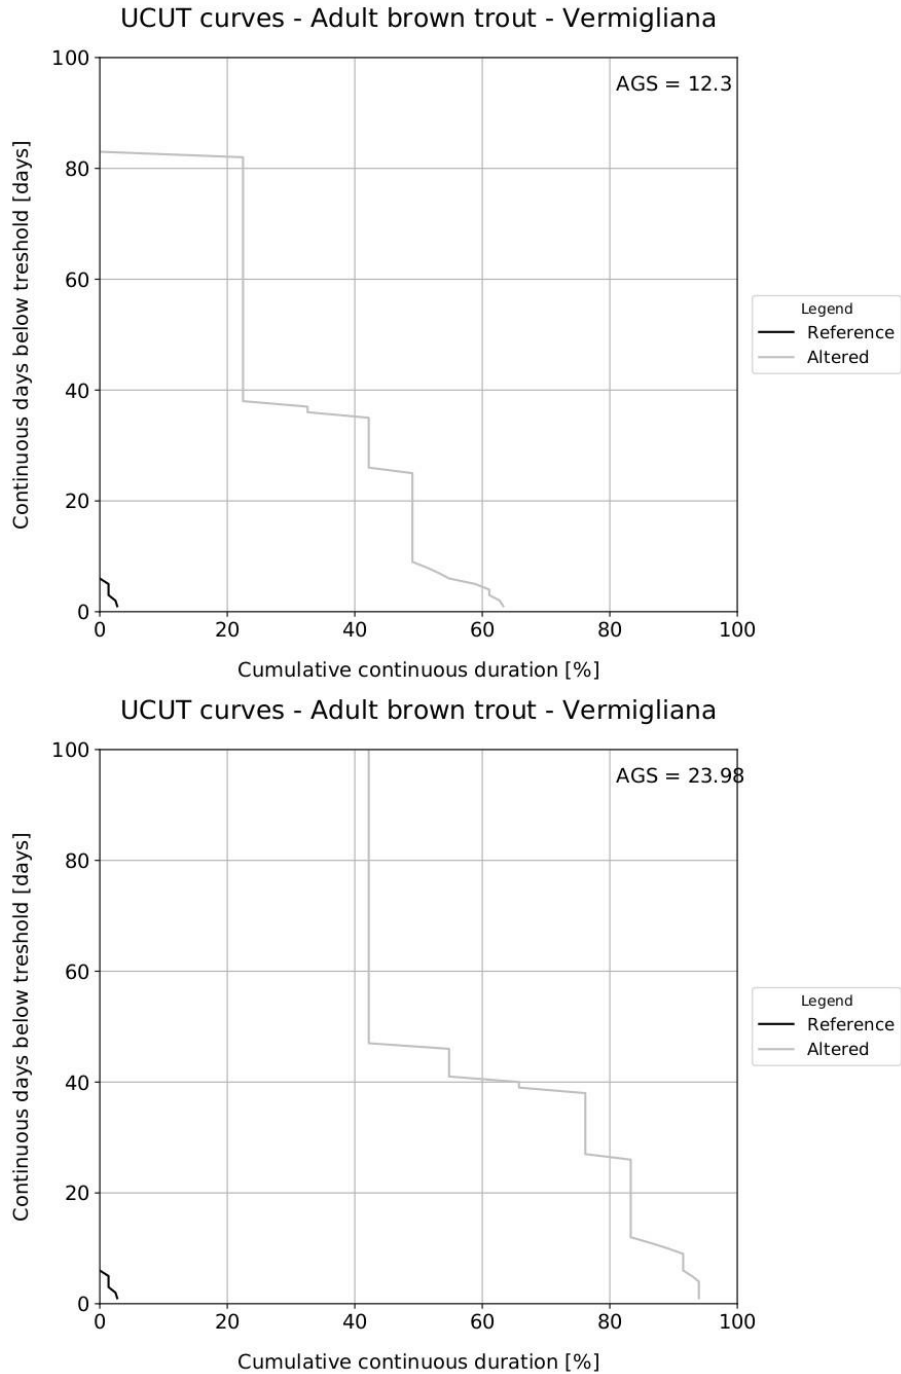 UCUT curves - Adult brown trout - Vermigliana
AGS = 12.3
Continuous days below treshold [days]
100
80
60
40
20
0
0 20 40 60 80 100
Cumulative continuous duration [%]
Legend
Reference
Altered
UCUT curves - Adult brown trout - Vermigliana
AGS = 23.98
Continuous days below treshold [days]
100
80
60
40
20
0
0 20 40 60 80 100
Cumulative continuous duration [%]
Legend
Reference
Altered